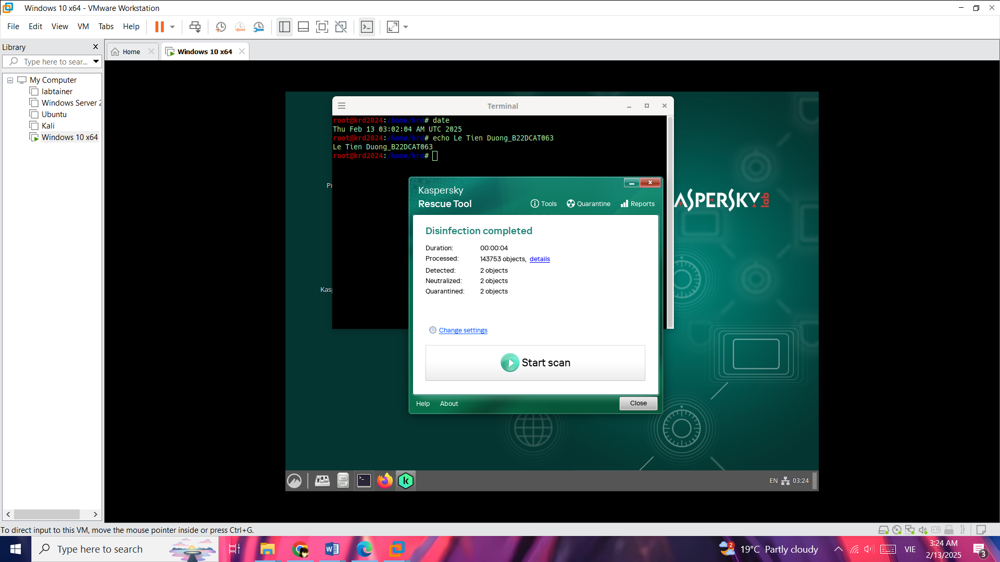 Windows 10 x64 - VMware Workstation
File Edit View VM Tabs Help
Library
Type here to sear...
Home
Windows 10 x64
My Computer
labtainer
Windows Server 2
Ubuntu
Kali
Windows 10 x64
Terminal
root@krd2024:/home/krd# date
Thu Feb 13 03:02:04 AM UTC 2025
root@krd2024:/home/krd# echo Le Tien Duong_B22DCAT063
Le Tien Duong_B22DCAT063
root@krd2024:/home/krd#
Pr
Kasp
ASPERSKY lab
Kaspersky
Rescue Tool
Tools Quarantine Reports
Disinfection completed
Duration: 00:00:04
Processed: 143753 objects, details
Detected: 2 objects
Neutralized: 2 objects
Quarantined: 2 objects
Change settings
Start scan
Help About Close
EN 03:24
To direct input to this VM, move the mouse pointer inside or press Ctrl+G.
Type here to search
2
19°C Partly cloudy
VIE
3:24 AM
2/13/2025
3